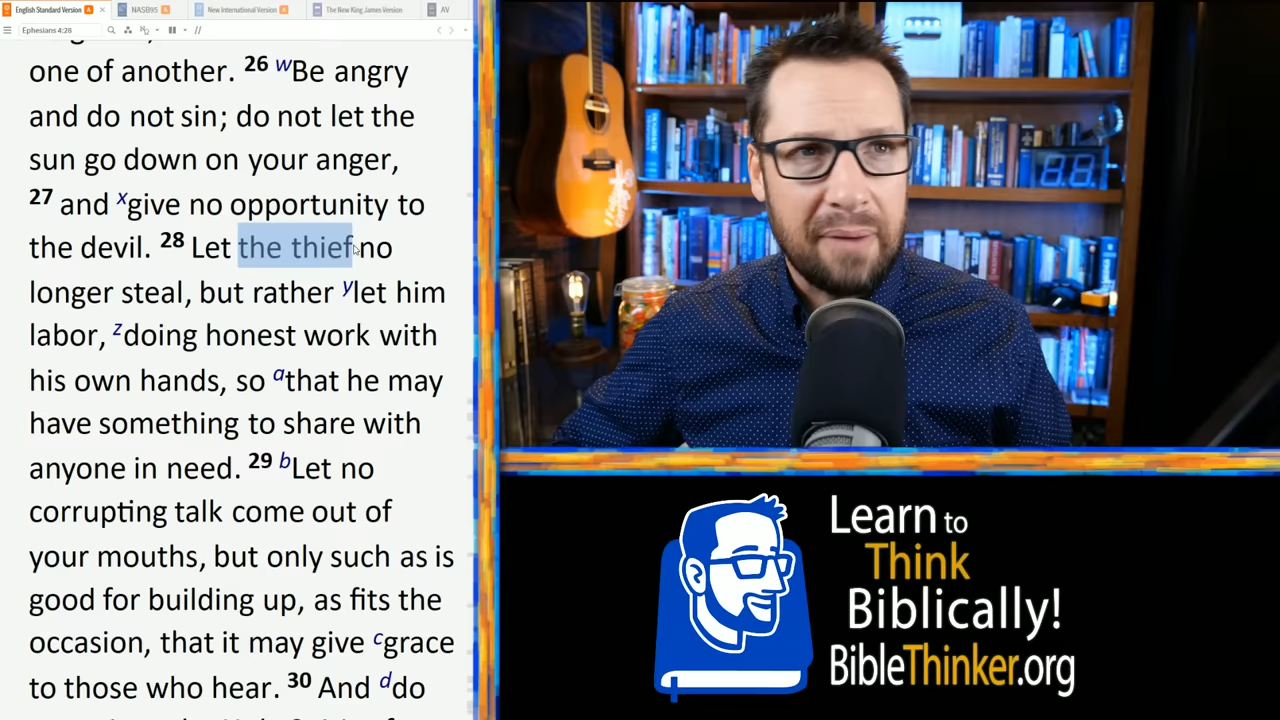 English Standard Version A
NASB95 A
New International Version A
The New King James Version
AV
Ephesians 4:28
one of another. 26 wBe angry
and do not sin; do not let the
sun go down on your anger,
27 and xgive no opportunity to
the devil. 28 Let the thief no
longer steal, but rather ylet him
labor, zdoing honest work with
his own hands, so athat he may
have something to share with
anyone in need. 29 bLet no
corrupting talk come out of
your mouths, but only such as is
good for building up, as fits the
occasion, that it may give cgrace
to those who hear. 30 And ddo
Learn to
Think
Biblically!
BibleThinker.org